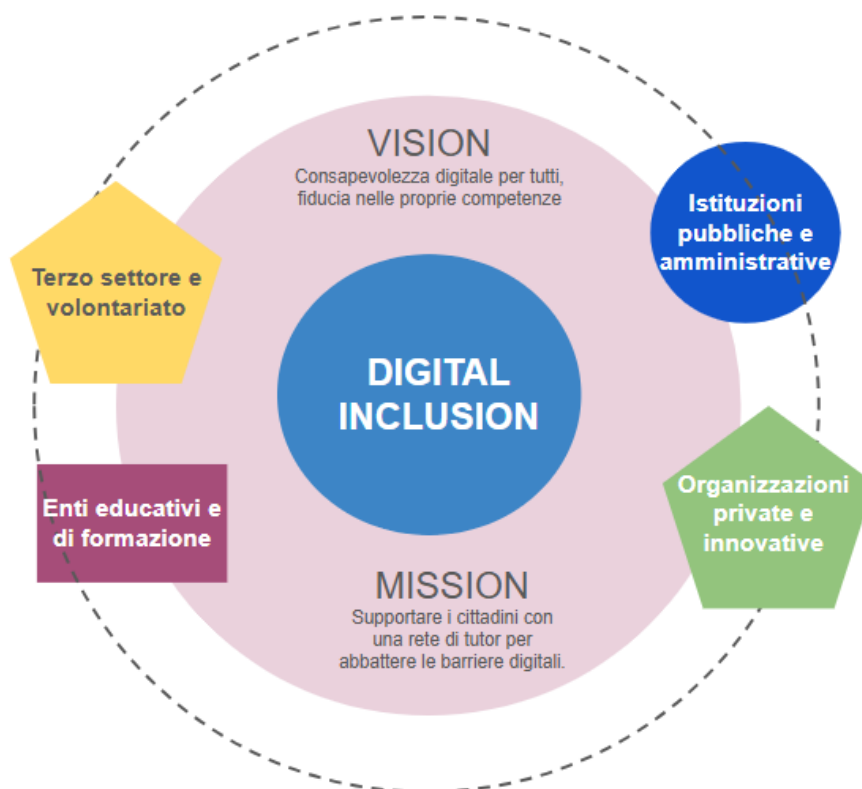 VISION
Consapevolezza digitale per tutti,
fiducia nelle proprie competenze
Istituzioni
pubbliche e
amministrative
Terzo settore e
volontariato
DIGITAL
INCLUSION
Enti educativi e
di formazione
Organizzazioni
private e
innovative
MISSION
Supportare i cittadini con
una rete di tutor per
abbattere le barriere digitali.